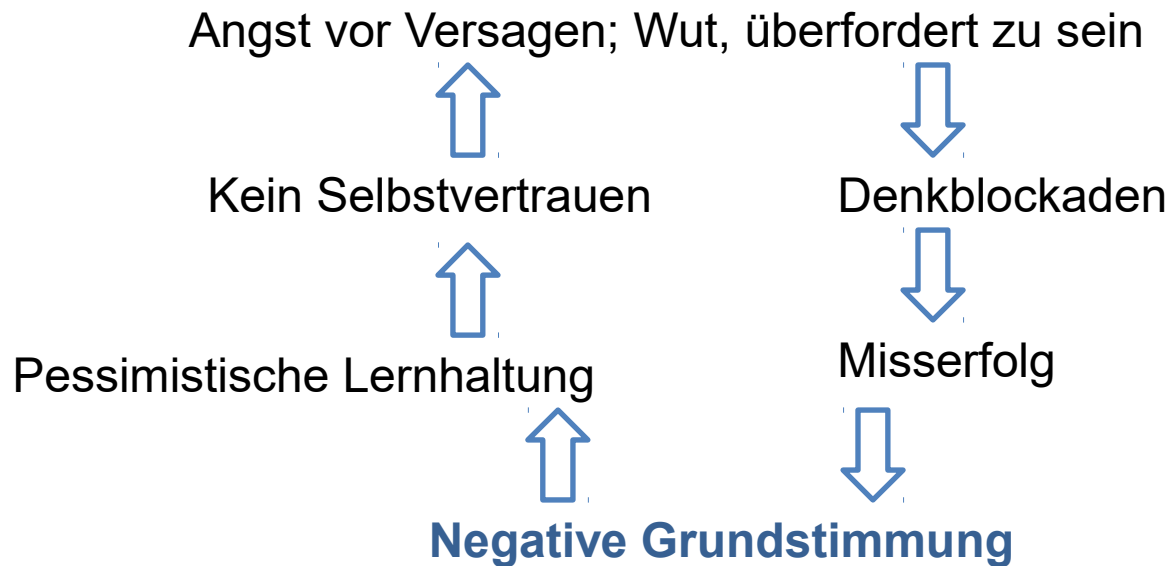 Angst vor Versagen; Wut, überfordert zu sein
Kein Selbstvertrauen
Denkblockaden
Pessimistische Lernhaltung
Misserfolg
Negative Grundstimmung